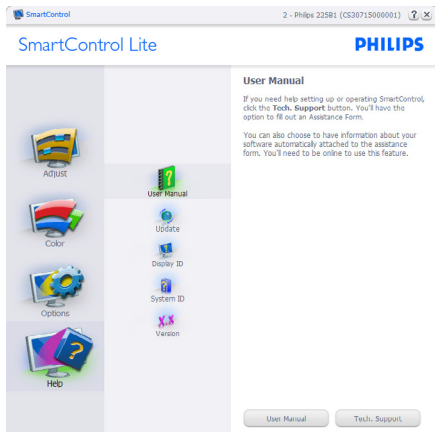 SmartControl
2 - Philips 225B1 (CS30715000001)
SmartControl Lite
PHILIPS
Adjust
Color
Options
Help
User Manual
Update
Display ID
System ID
Version
User Manual
If you need help setting up or operating SmartControl,
click the Tech. Support button. You'll have the
option to fill out an Assistance Form.
You can also choose to have information about your
software automatically attached to the assistance
form. You'll need to be online to use this feature.
User Manual
Tech. Support